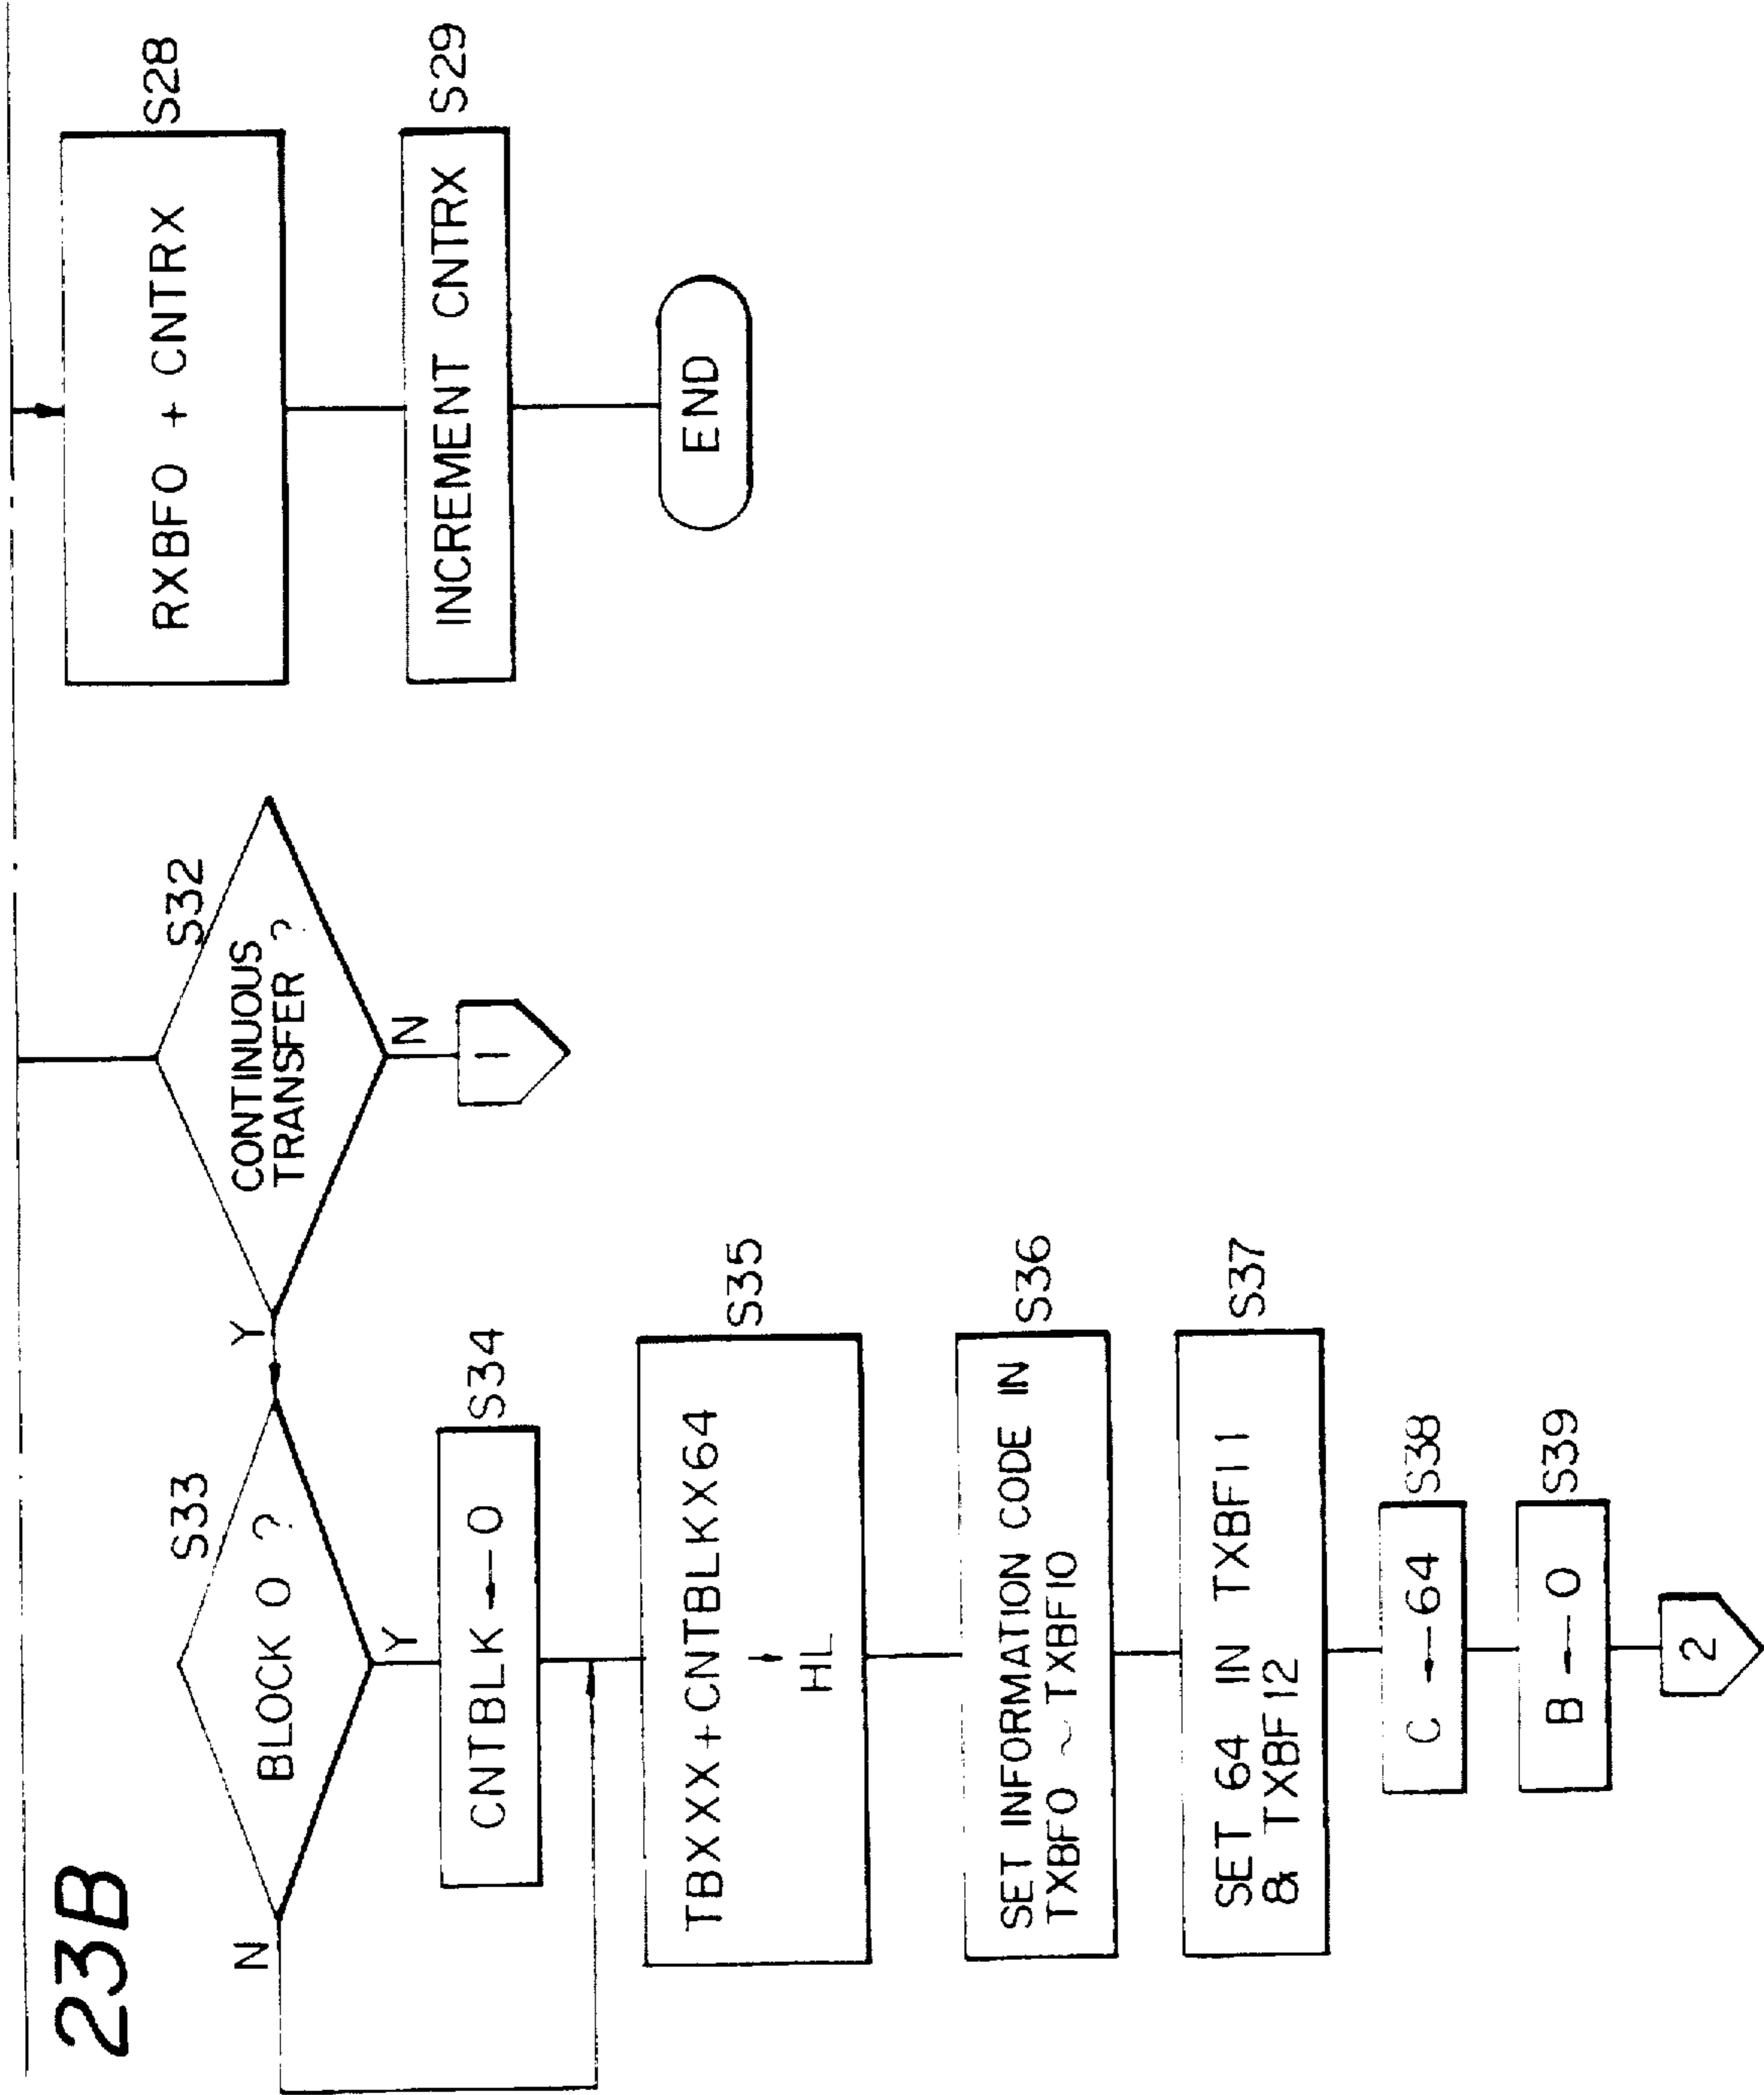 23B
S32
CONTINUOUS
TRANSFER ?
Y
N
1
S33
BLOCK 0 ?
N
Y
S34
CNTBLK ← 0
S35
TBXXX + CNTBLKX64
→
HL
S36
SET INFORMATION CODE IN
TXBF0 ~ TXBF10
S37
SET 64 IN TXBF11
& TXBF12
S38
C ← 64
S39
B ← 0
2
S28
RXBF0 + CNTRX
S29
INCREMENT CNTRX
END